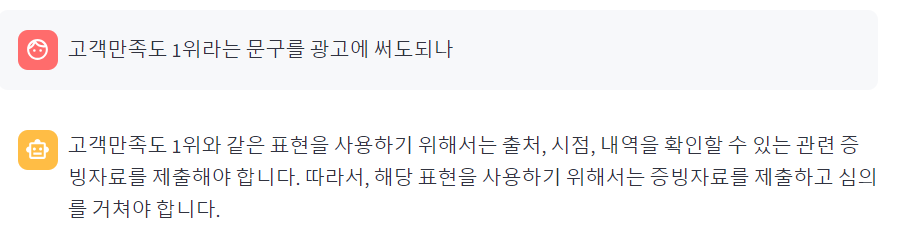 고객만족도 1위라는 문구를 광고에 써도되나
고객만족도 1위와 같은 표현을 사용하기 위해서는 출처, 시점, 내역을 확인할 수 있는 관련 증
빙자료를 제출해야 합니다. 따라서, 해당 표현을 사용하기 위해서는 증빙자료를 제출하고 심의
를 거쳐야 합니다.